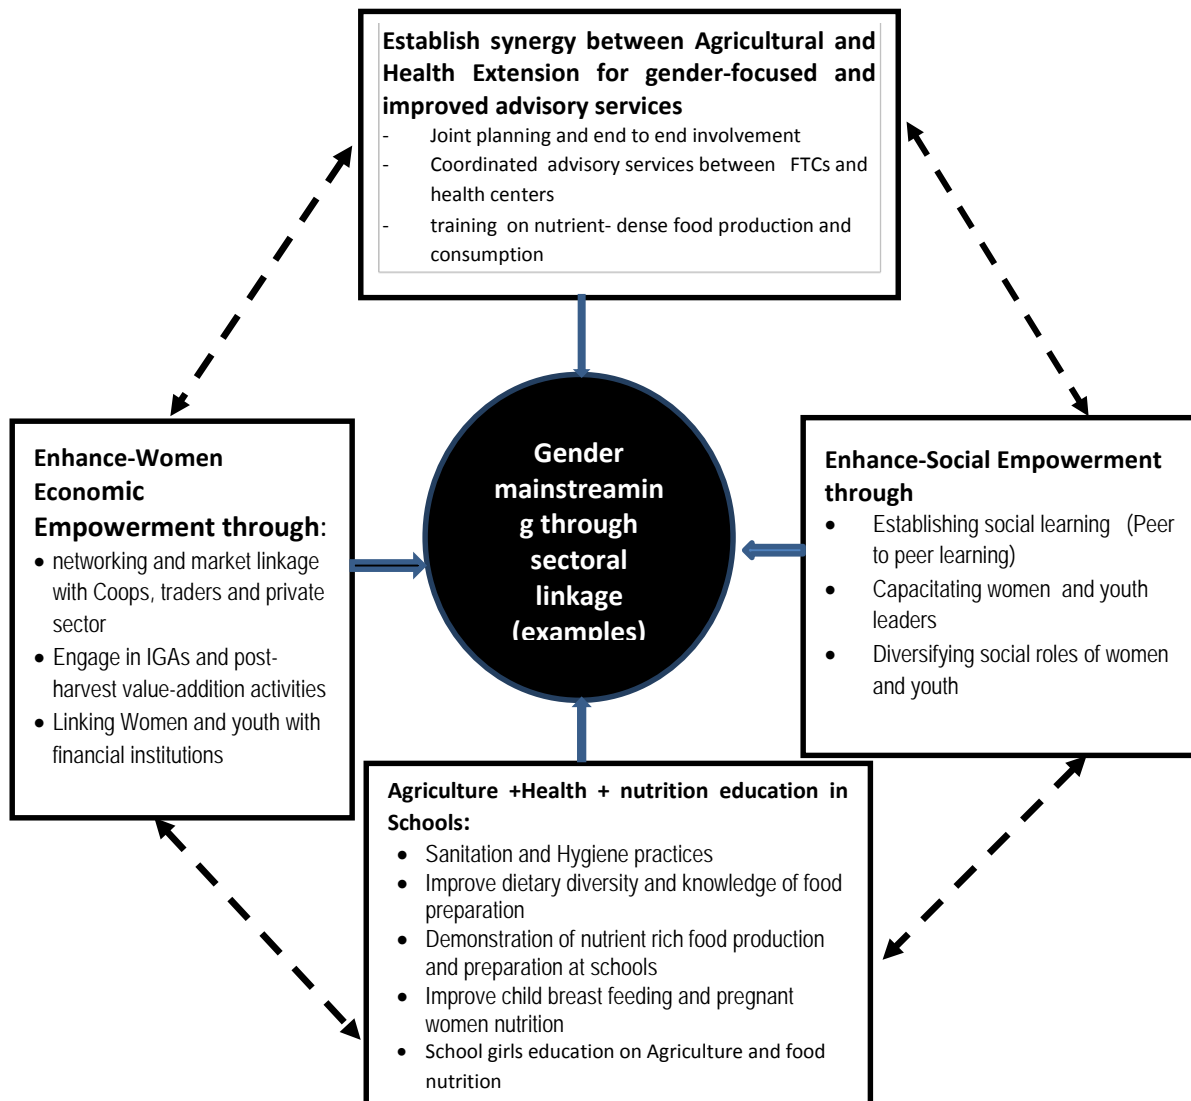 Establish synergy between Agricultural and
Health Extension for gender-focused and
improved advisory services
- Joint planning and end to end involvement
- Coordinated advisory services between FTCs and
health centers
- training on nutrient- dense food production and
consumption
Enhance-Women
Economic
Empowerment through:
• networking and market linkage
with Coops, traders and private
sector
• Engage in IGAs and post-
harvest value-addition activities
• Linking Women and youth with
financial institutions
Gender
mainstreamin
g through
sectoral
linkage
(examples)
Enhance-Social Empowerment
through
• Establishing social learning (Peer
to peer learning)
• Capacitating women and youth
leaders
• Diversifying social roles of women
and youth
Agriculture +Health + nutrition education in
Schools:
• Sanitation and Hygiene practices
• Improve dietary diversity and knowledge of food
preparation
• Demonstration of nutrient rich food production
and preparation at schools
• Improve child breast feeding and pregnant
women nutrition
• School girls education on Agriculture and food
nutrition